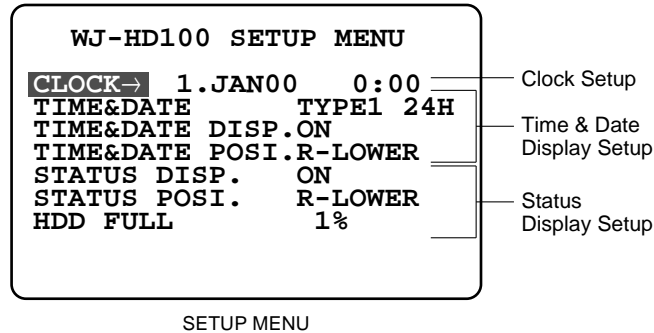 WJ-HD100 SETUP MENU
CLOCK→ 1.JAN00 0:00
TIME&DATE TYPE1 24H
TIME&DATE DISP.ON
TIME&DATE POSI.R-LOWER
STATUS DISP. ON
STATUS POSI. R-LOWER
HDD FULL 1%
Clock Setup
Time & Date
Display Setup
Status
Display Setup
SETUP MENU